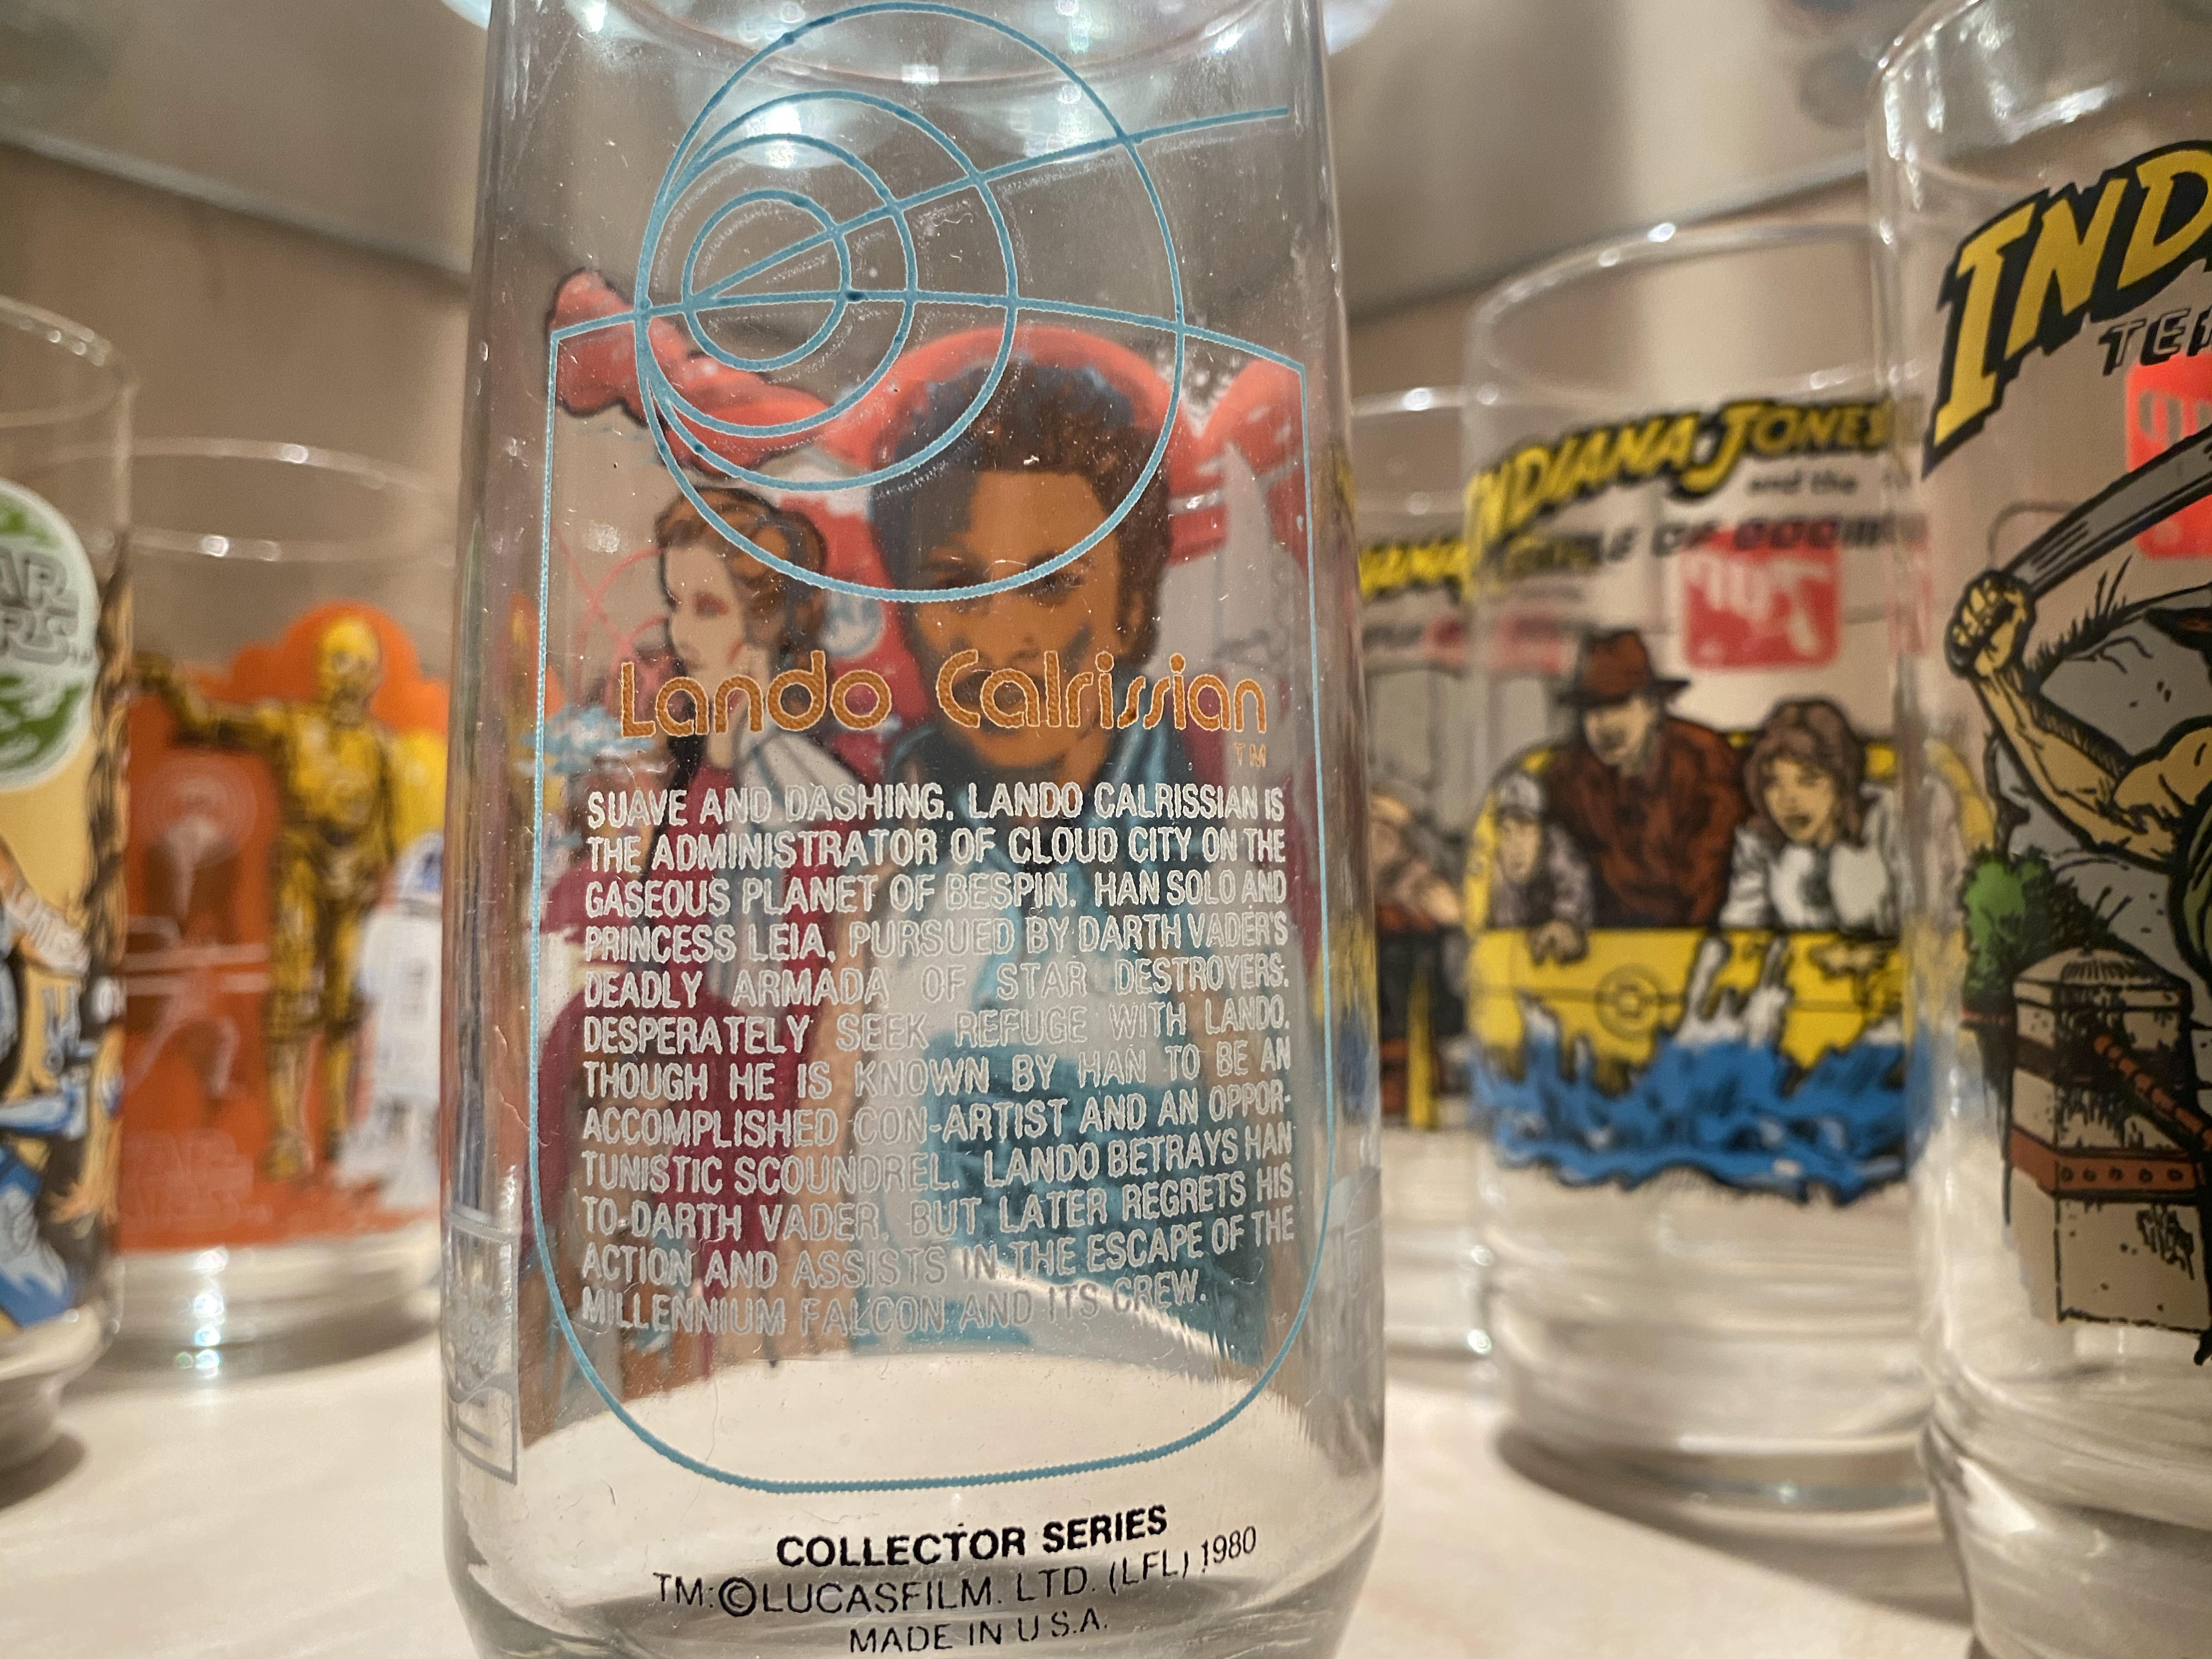 Lando Calrissian
TM
SUAVE AND DASHING, LANDO CALRISSIAN IS
THE ADMINISTRATOR OF CLOUD CITY ON THE
GASEOUS PLANET OF BESPIN. HAN SOLO AND
PRINCESS LEIA, PURSUED BY DARTH VADER'S
DEADLY ARMADA OF STAR DESTROYERS,
DESPERATELY SEEK REFUGE WITH LANDO.
THOUGH HE IS KNOWN BY HAN TO BE AN
ACCOMPLISHED CON-ARTIST AND AN OPPOR-
TUNISTIC SCOUNDREL. LANDO BETRAYS HAN
TO DARTH VADER, BUT LATER REGRETS HIS
ACTION AND ASSISTS IN THE ESCAPE OF THE
MILLENNIUM FALCON AND ITS CREW.
COLLECTOR SERIES
TM:©LUCASFILM. LTD. (LFL) 1980
MADE IN U.S.A.
INDIANA JONES
and the
TEMPLE OF DOOM